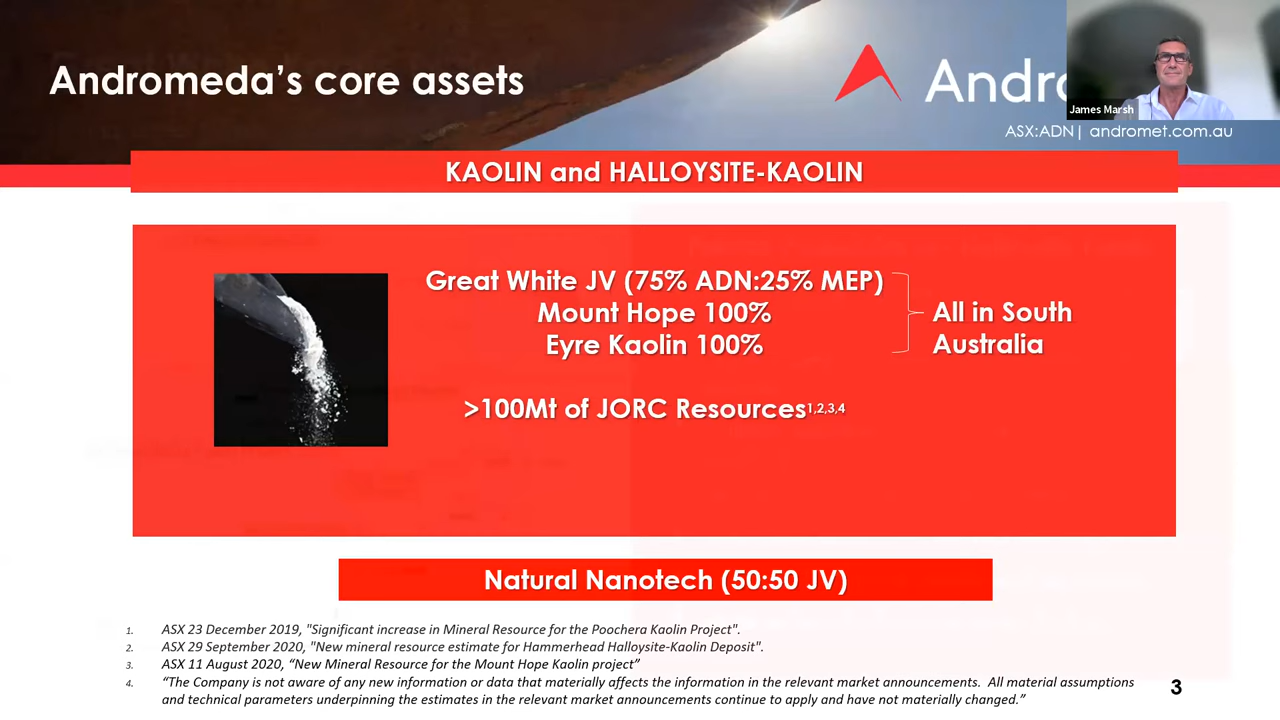 Andromeda's core assets
Andro
James Marsh
ASX:ADN| andromet.com.au
KAOLIN and HALLOYSITE-KAOLIN
Great White JV (75% ADN:25% MEP)
Mount Hope 100%
Eyre Kaolin 100%
All in South
Australia
>100Mt of JORC Resources1,2,3,4
Natural Nanotech (50:50 JV)
1. ASX 23 December 2019, "Significant increase in Mineral Resource for the Poochera Kaolin Project".
2. ASX 29 September 2020, "New mineral resource estimate for Hammerhead Halloysite-Kaolin Deposit".
3. ASX 11 August 2020, “New Mineral Resource for the Mount Hope Kaolin project”
4. “The Company is not aware of any new information or data that materially affects the information in the relevant market announcements.  All material assumptions
and technical parameters underpinning the estimates in the relevant market announcements continue to apply and have not materially changed.”
3